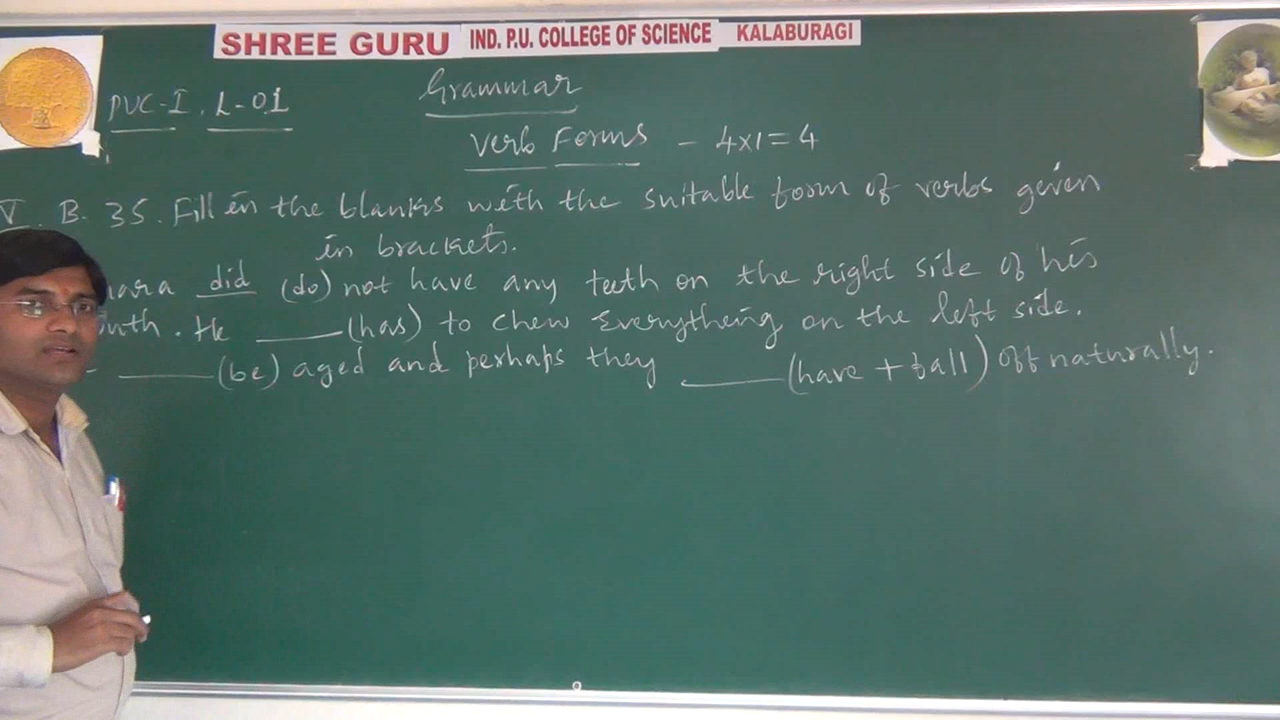 SHREE GURU IND. P.U. COLLEGE OF SCIENCE KALABURAGI
PUC-I, L-01
Grammar
Verb Forms - 4x1=4
V. B. 35. Fill in the blanks with the suitable form of verbs given
in brackets.
mara did (do) not have any teeth on the right side of his
outh. He ____ (has) to chew everything on the left side.
____ (be) aged and perhaps they ____ (have + fall) off naturally.